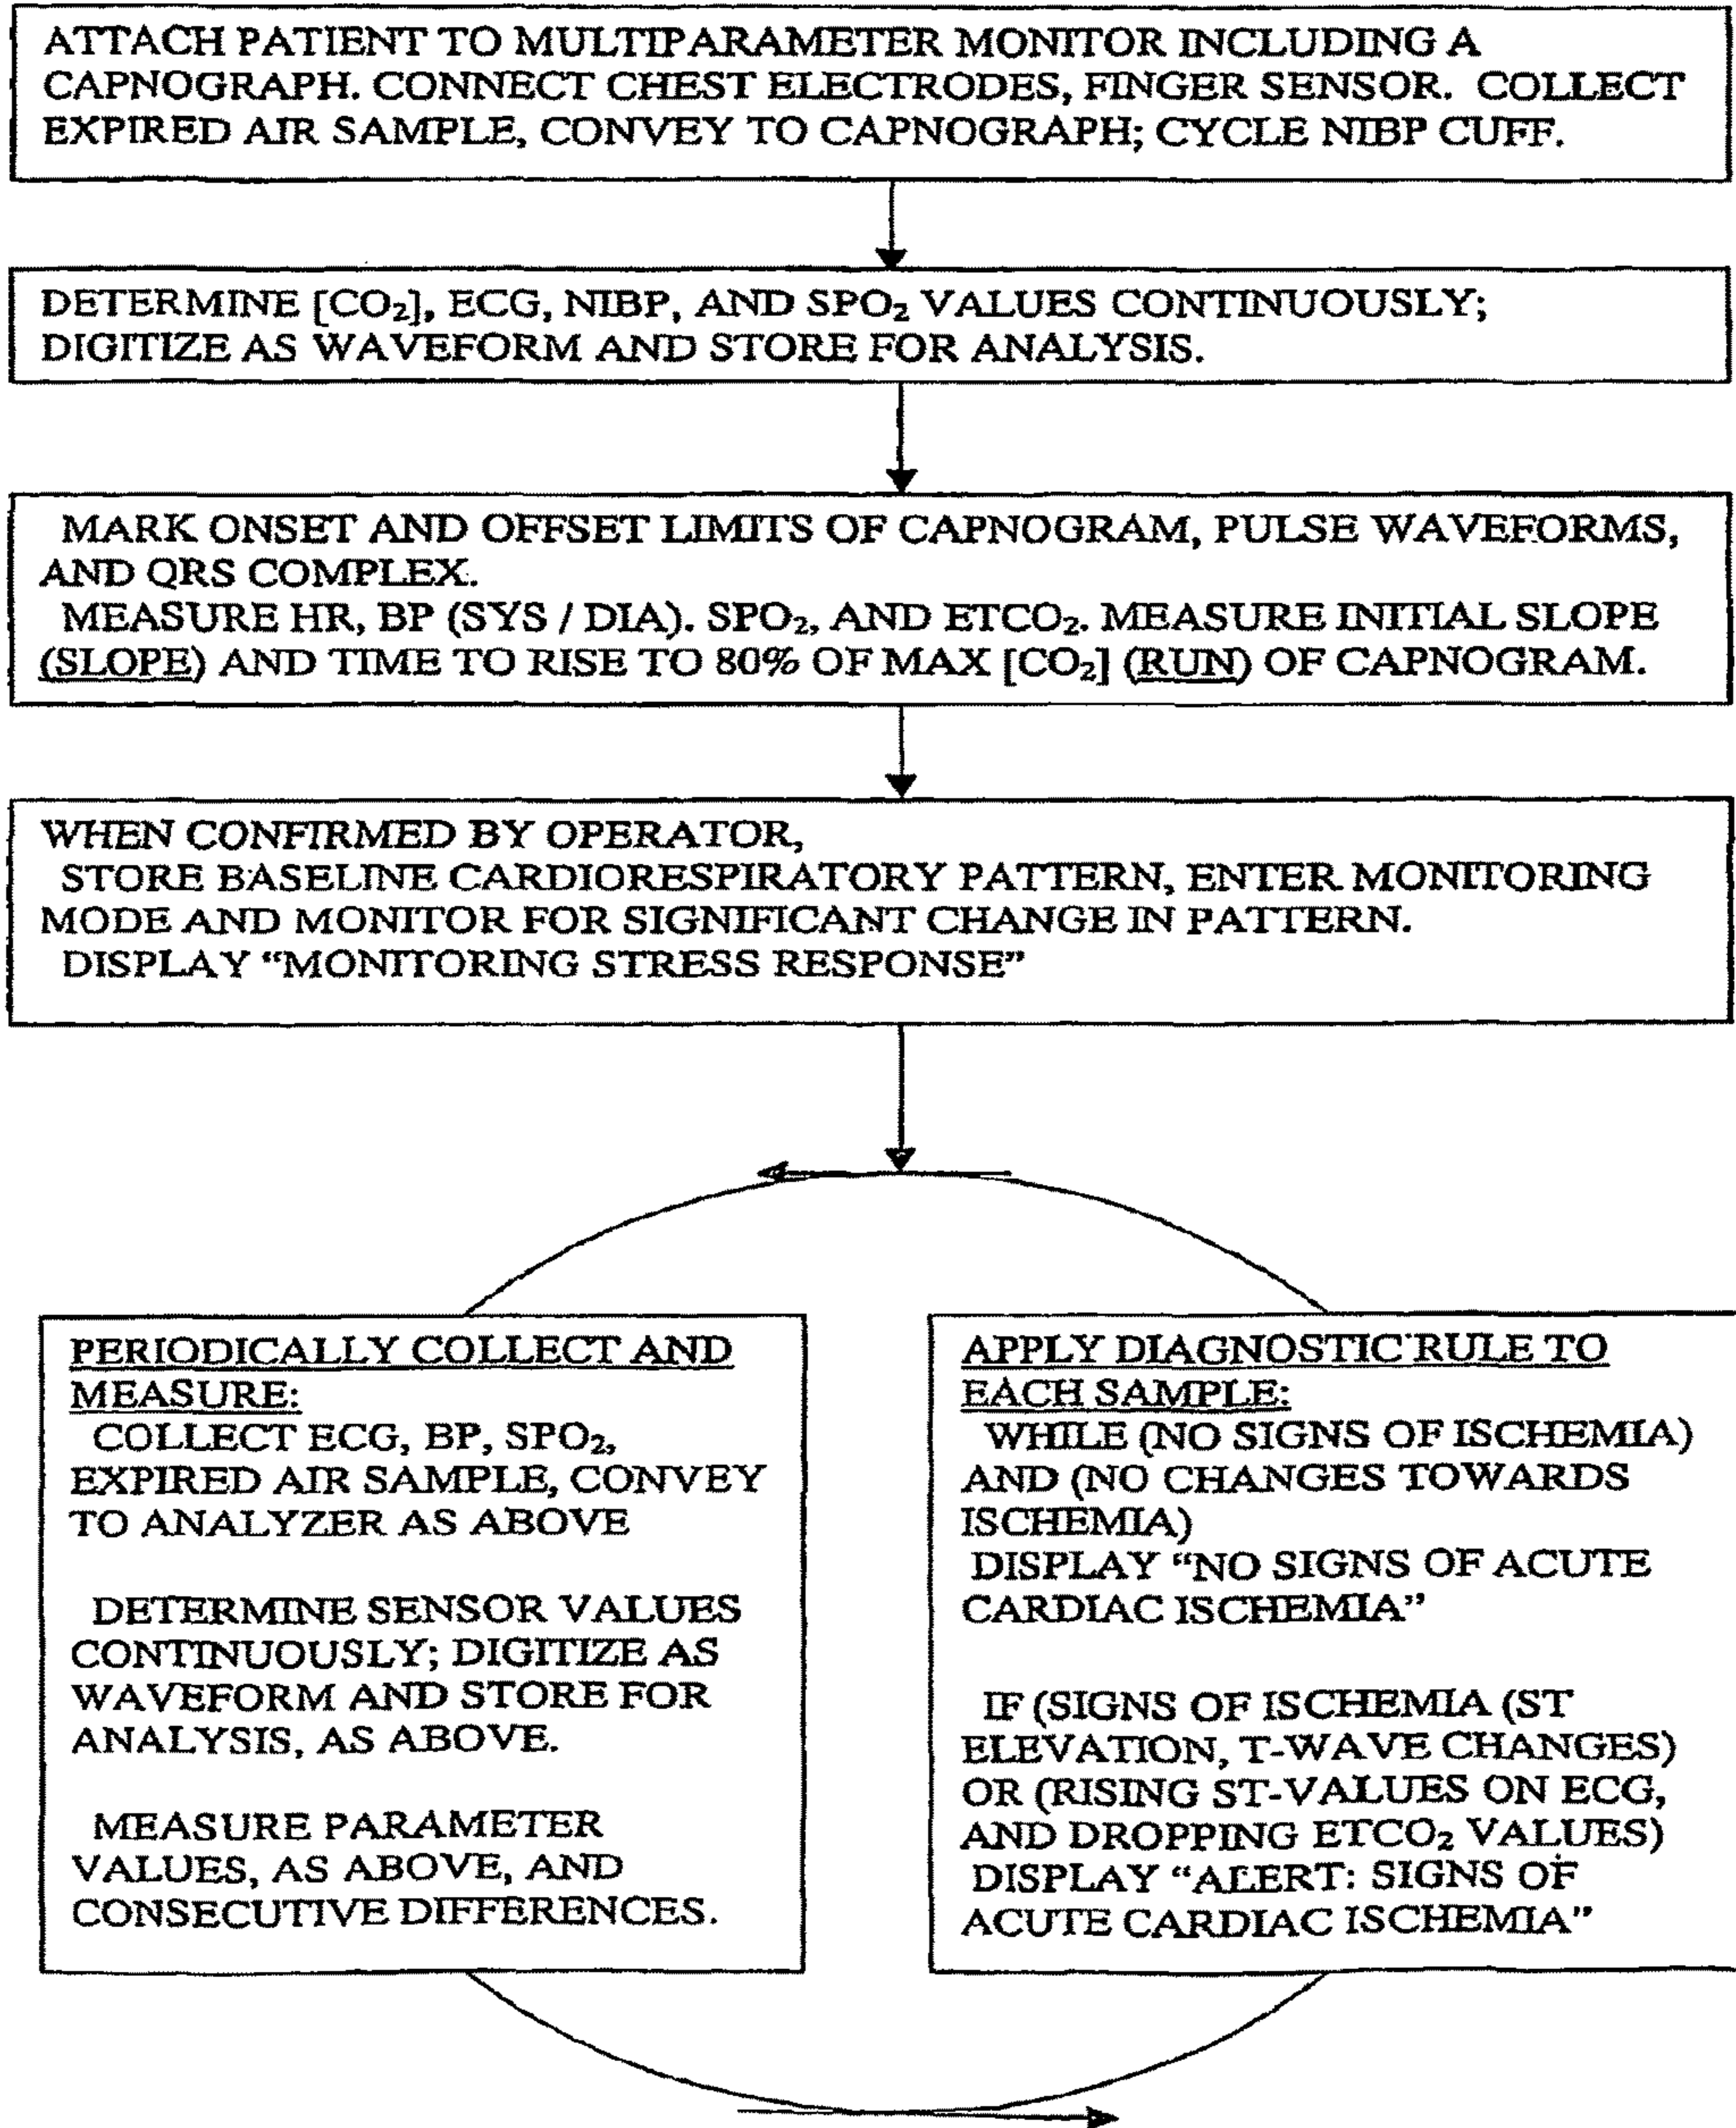 ATTACH PATIENT TO MULTIPARAMETER MONITOR INCLUDING A
CAPNOGRAPH. CONNECT CHEST ELECTRODES, FINGER SENSOR. COLLECT
EXPIRED AIR SAMPLE, CONVEY TO CAPNOGRAPH; CYCLE NIBP CUFF.
DETERMINE [CO₂], ECG, NIBP, AND SPO₂ VALUES CONTINUOUSLY;
DIGITIZE AS WAVEFORM AND STORE FOR ANALYSIS.
MARK ONSET AND OFFSET LIMITS OF CAPNOGRAM, PULSE WAVEFORMS,
AND QRS COMPLEX.
MEASURE HR, BP (SYS / DIA). SPO₂, AND ETCO₂. MEASURE INITIAL SLOPE
(SLOPE) AND TIME TO RISE TO 80% OF MAX [CO₂] (RUN) OF CAPNOGRAM.
WHEN CONFIRMED BY OPERATOR,
STORE BASELINE CARDIORESPIRATORY PATTERN, ENTER MONITORING
MODE AND MONITOR FOR SIGNIFICANT CHANGE IN PATTERN.
DISPLAY “MONITORING STRESS RESPONSE”
PERIODICALLY COLLECT AND
MEASURE:
COLLECT ECG, BP, SPO₂,
EXPIRED AIR SAMPLE, CONVEY
TO ANALYZER AS ABOVE
DETERMINE SENSOR VALUES
CONTINUOUSLY; DIGITIZE AS
WAVEFORM AND STORE FOR
ANALYSIS, AS ABOVE.
MEASURE PARAMETER
VALUES, AS ABOVE, AND
CONSECUTIVE DIFFERENCES.
APPLY DIAGNOSTIC RULE TO
EACH SAMPLE:
WHILE (NO SIGNS OF ISCHEMIA)
AND (NO CHANGES TOWARDS
ISCHEMIA)
DISPLAY “NO SIGNS OF ACUTE
CARDIAC ISCHEMIA”
IF (SIGNS OF ISCHEMIA (ST
ELEVATION, T-WAVE CHANGES)
OR (RISING ST-VALUES ON ECG,
AND DROPPING ETCO₂ VALUES)
DISPLAY “ALERT: SIGNS OF
ACUTE CARDIAC ISCHEMIA”